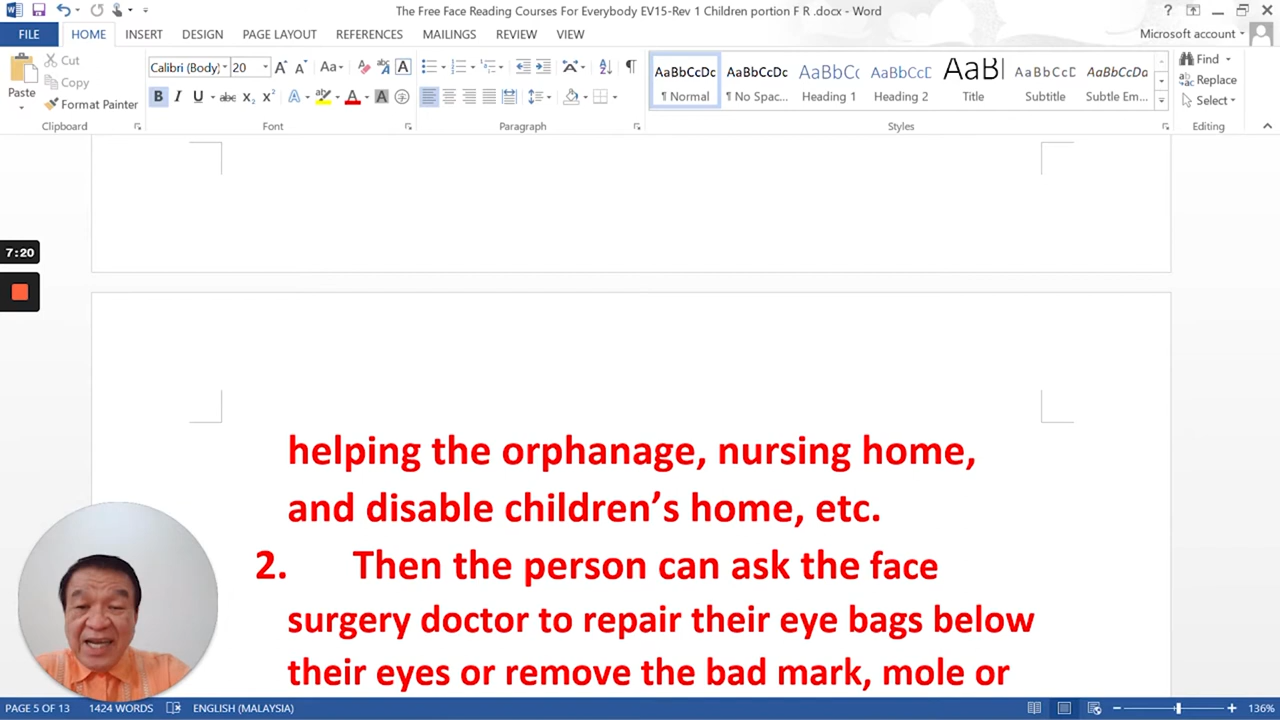 The Free Face Reading Courses For Everybody EV15-Rev 1 Children portion F R .docx - Word
FILE HOME INSERT DESIGN PAGE LAYOUT REFERENCES MAILINGS REVIEW VIEW Microsoft account
Paste
Cut
Copy
Format Painter
Calibri (Body) 20
AaBbCcDc AaBbCcDc AaBbCc AaBbCcD AaB AaBbCcD AaBbCcDc
¶ Normal ¶ No Spac... Heading 1 Heading 2 Title Subtitle Subtle Em...
Find
Replace
Select
Clipboard Font Paragraph Styles Editing
7:20
helping the orphanage, nursing home,
and disable children’s home, etc.
2. Then the person can ask the face
surgery doctor to repair their eye bags below
their eyes or remove the bad mark, mole or
PAGE 5 OF 13 1424 WORDS ENGLISH (MALAYSIA) 136%